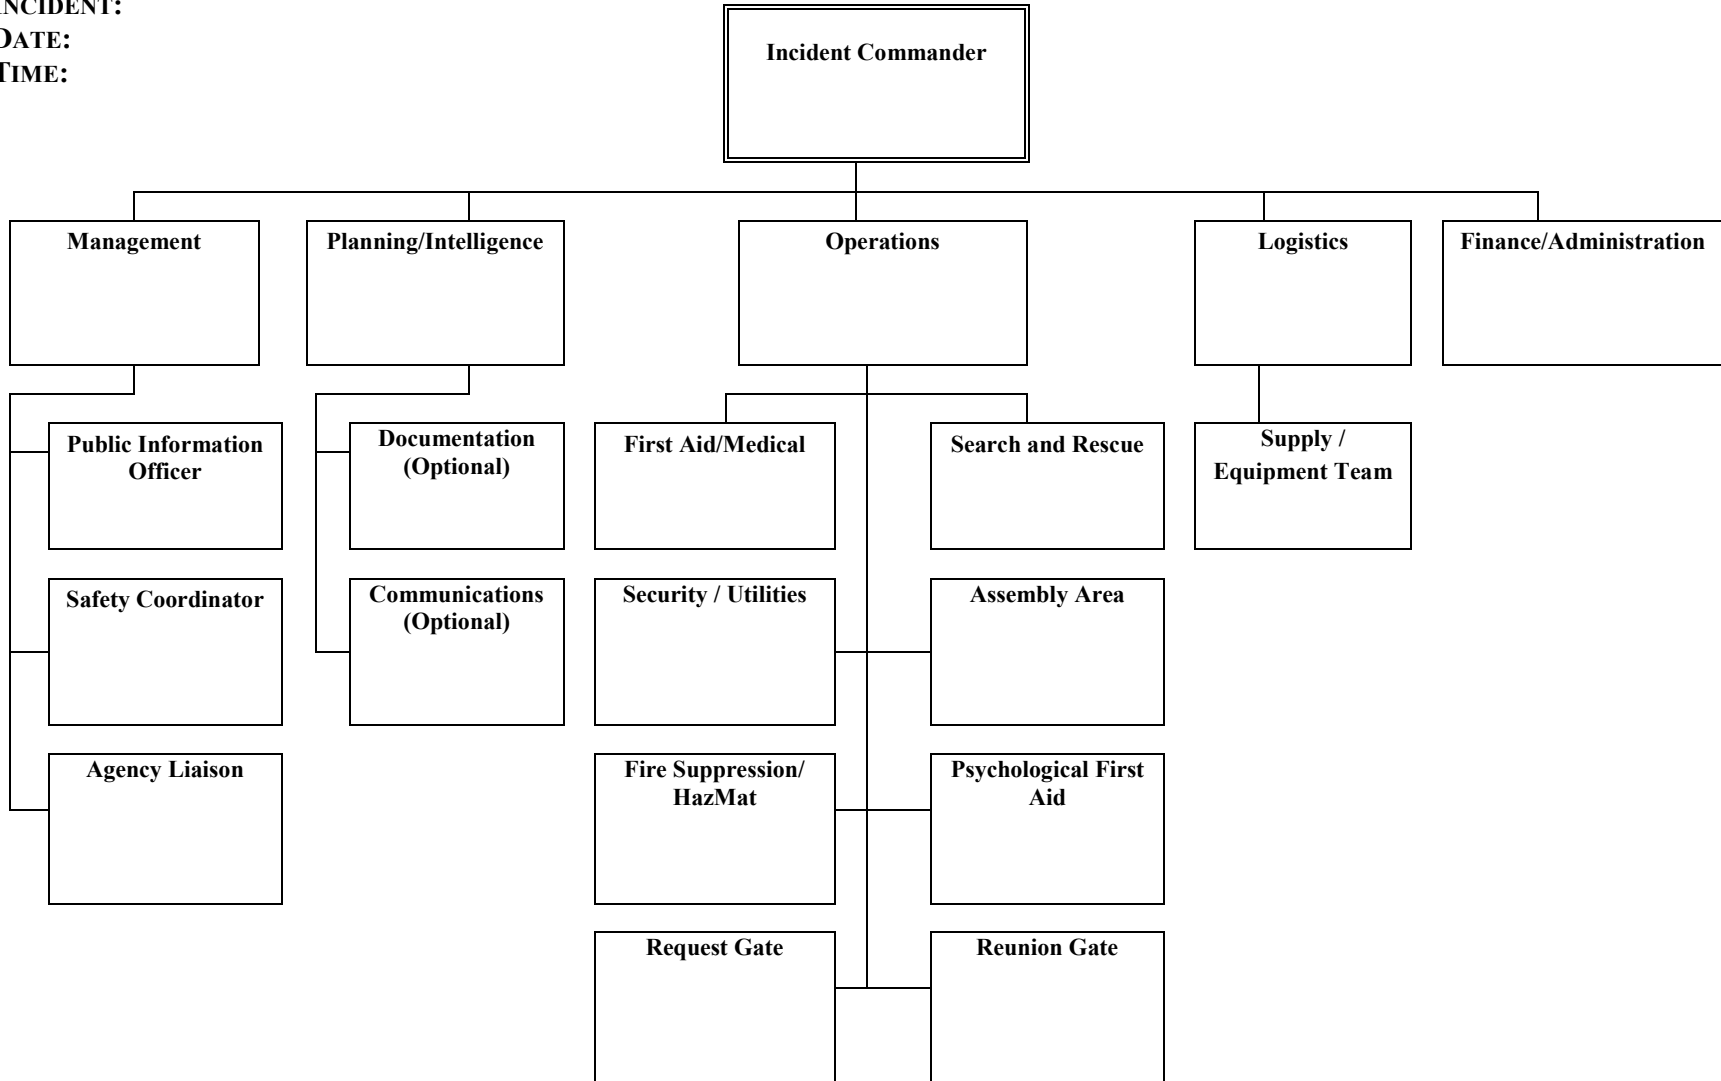 INCIDENT:
DATE:
TIME:
Incident Commander
Management
Planning/Intelligence
Operations
Logistics
Finance/Administration
Public Information
Officer
Documentation
(Optional)
First Aid/Medical
Search and Rescue
Supply /
Equipment Team
Safety Coordinator
Communications
(Optional)
Security / Utilities
Assembly Area
Agency Liaison
Fire Suppression/
HazMat
Psychological First
Aid
Request Gate
Reunion Gate